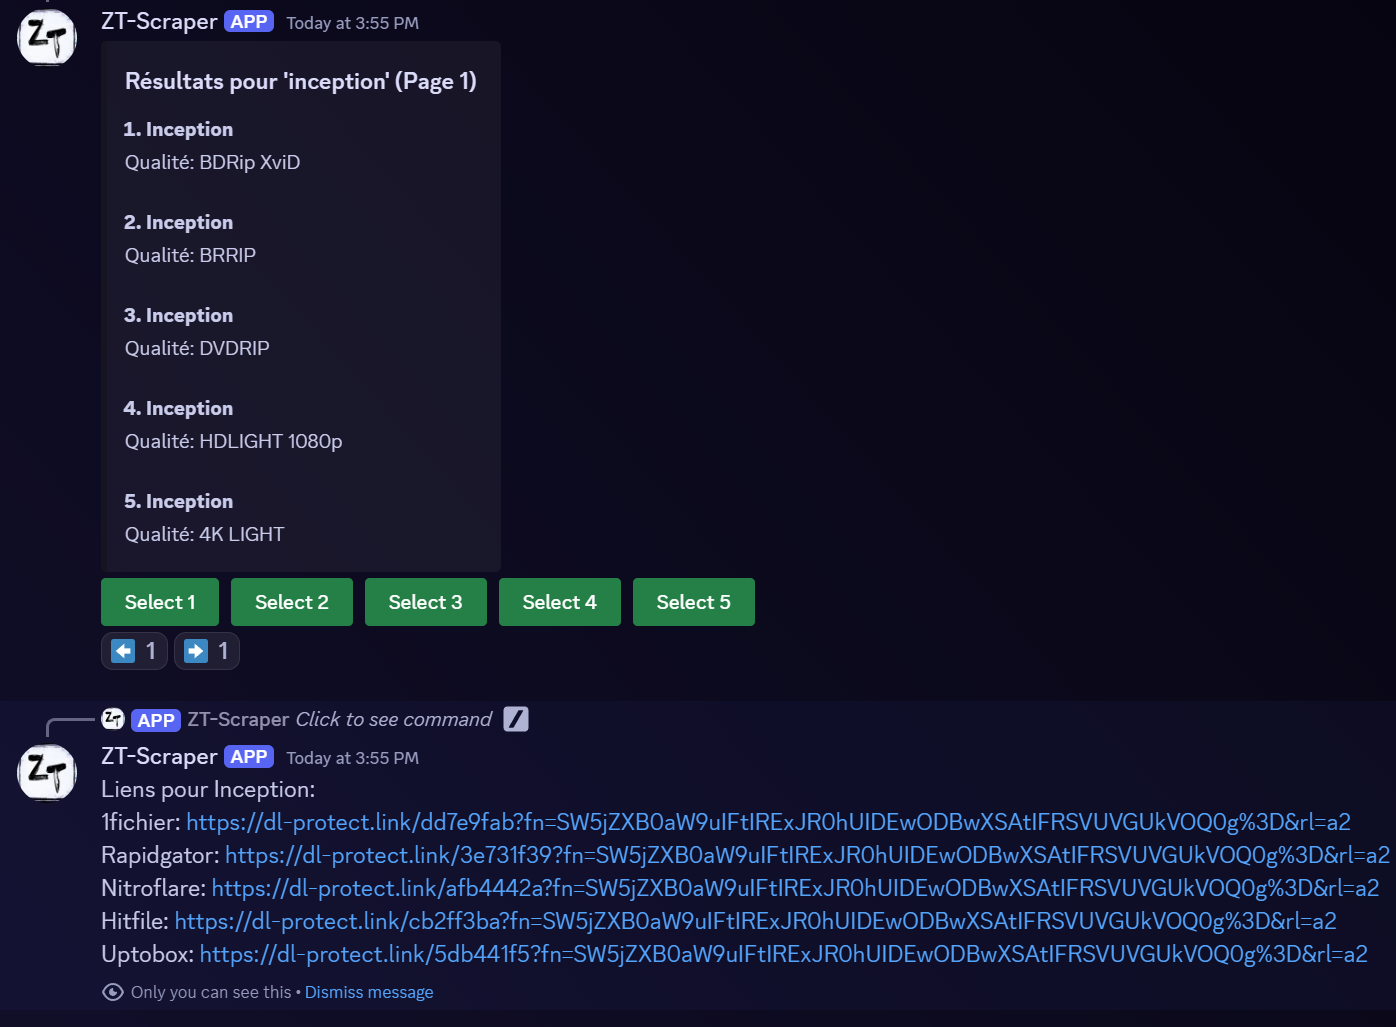 ZT
ZT-Scraper APP Today at 3:55 PM
Résultats pour 'inception' (Page 1)
1. Inception
Qualité: BDRip XviD
2. Inception
Qualité: BRRIP
3. Inception
Qualité: DVDRIP
4. Inception
Qualité: HDLIGHT 1080p
5. Inception
Qualité: 4K LIGHT
Select 1 Select 2 Select 3 Select 4 Select 5
1 1
ZT APP ZT-Scraper Click to see command
ZT
ZT-Scraper APP Today at 3:55 PM
Liens pour Inception:
1fichier: https://dl-protect.link/dd7e9fab?fn=SW5jZXB0aW9uIFtIRExJR0hUIDEwODBwXSAtIFRSVUVGUkVOQ0g%3D&rl=a2
Rapidgator: https://dl-protect.link/3e731f39?fn=SW5jZXB0aW9uIFtIRExJR0hUIDEwODBwXSAtIFRSVUVGUkVOQ0g%3D&rl=a2
Nitroflare: https://dl-protect.link/afb4442a?fn=SW5jZXB0aW9uIFtIRExJR0hUIDEwODBwXSAtIFRSVUVGUkVOQ0g%3D&rl=a2
Hitfile: https://dl-protect.link/cb2ff3ba?fn=SW5jZXB0aW9uIFtIRExJR0hUIDEwODBwXSAtIFRSVUVGUkVOQ0g%3D&rl=a2
Uptobox: https://dl-protect.link/5db441f5?fn=SW5jZXB0aW9uIFtIRExJR0hUIDEwODBwXSAtIFRSVUVGUkVOQ0g%3D&rl=a2
Only you can see this • Dismiss message